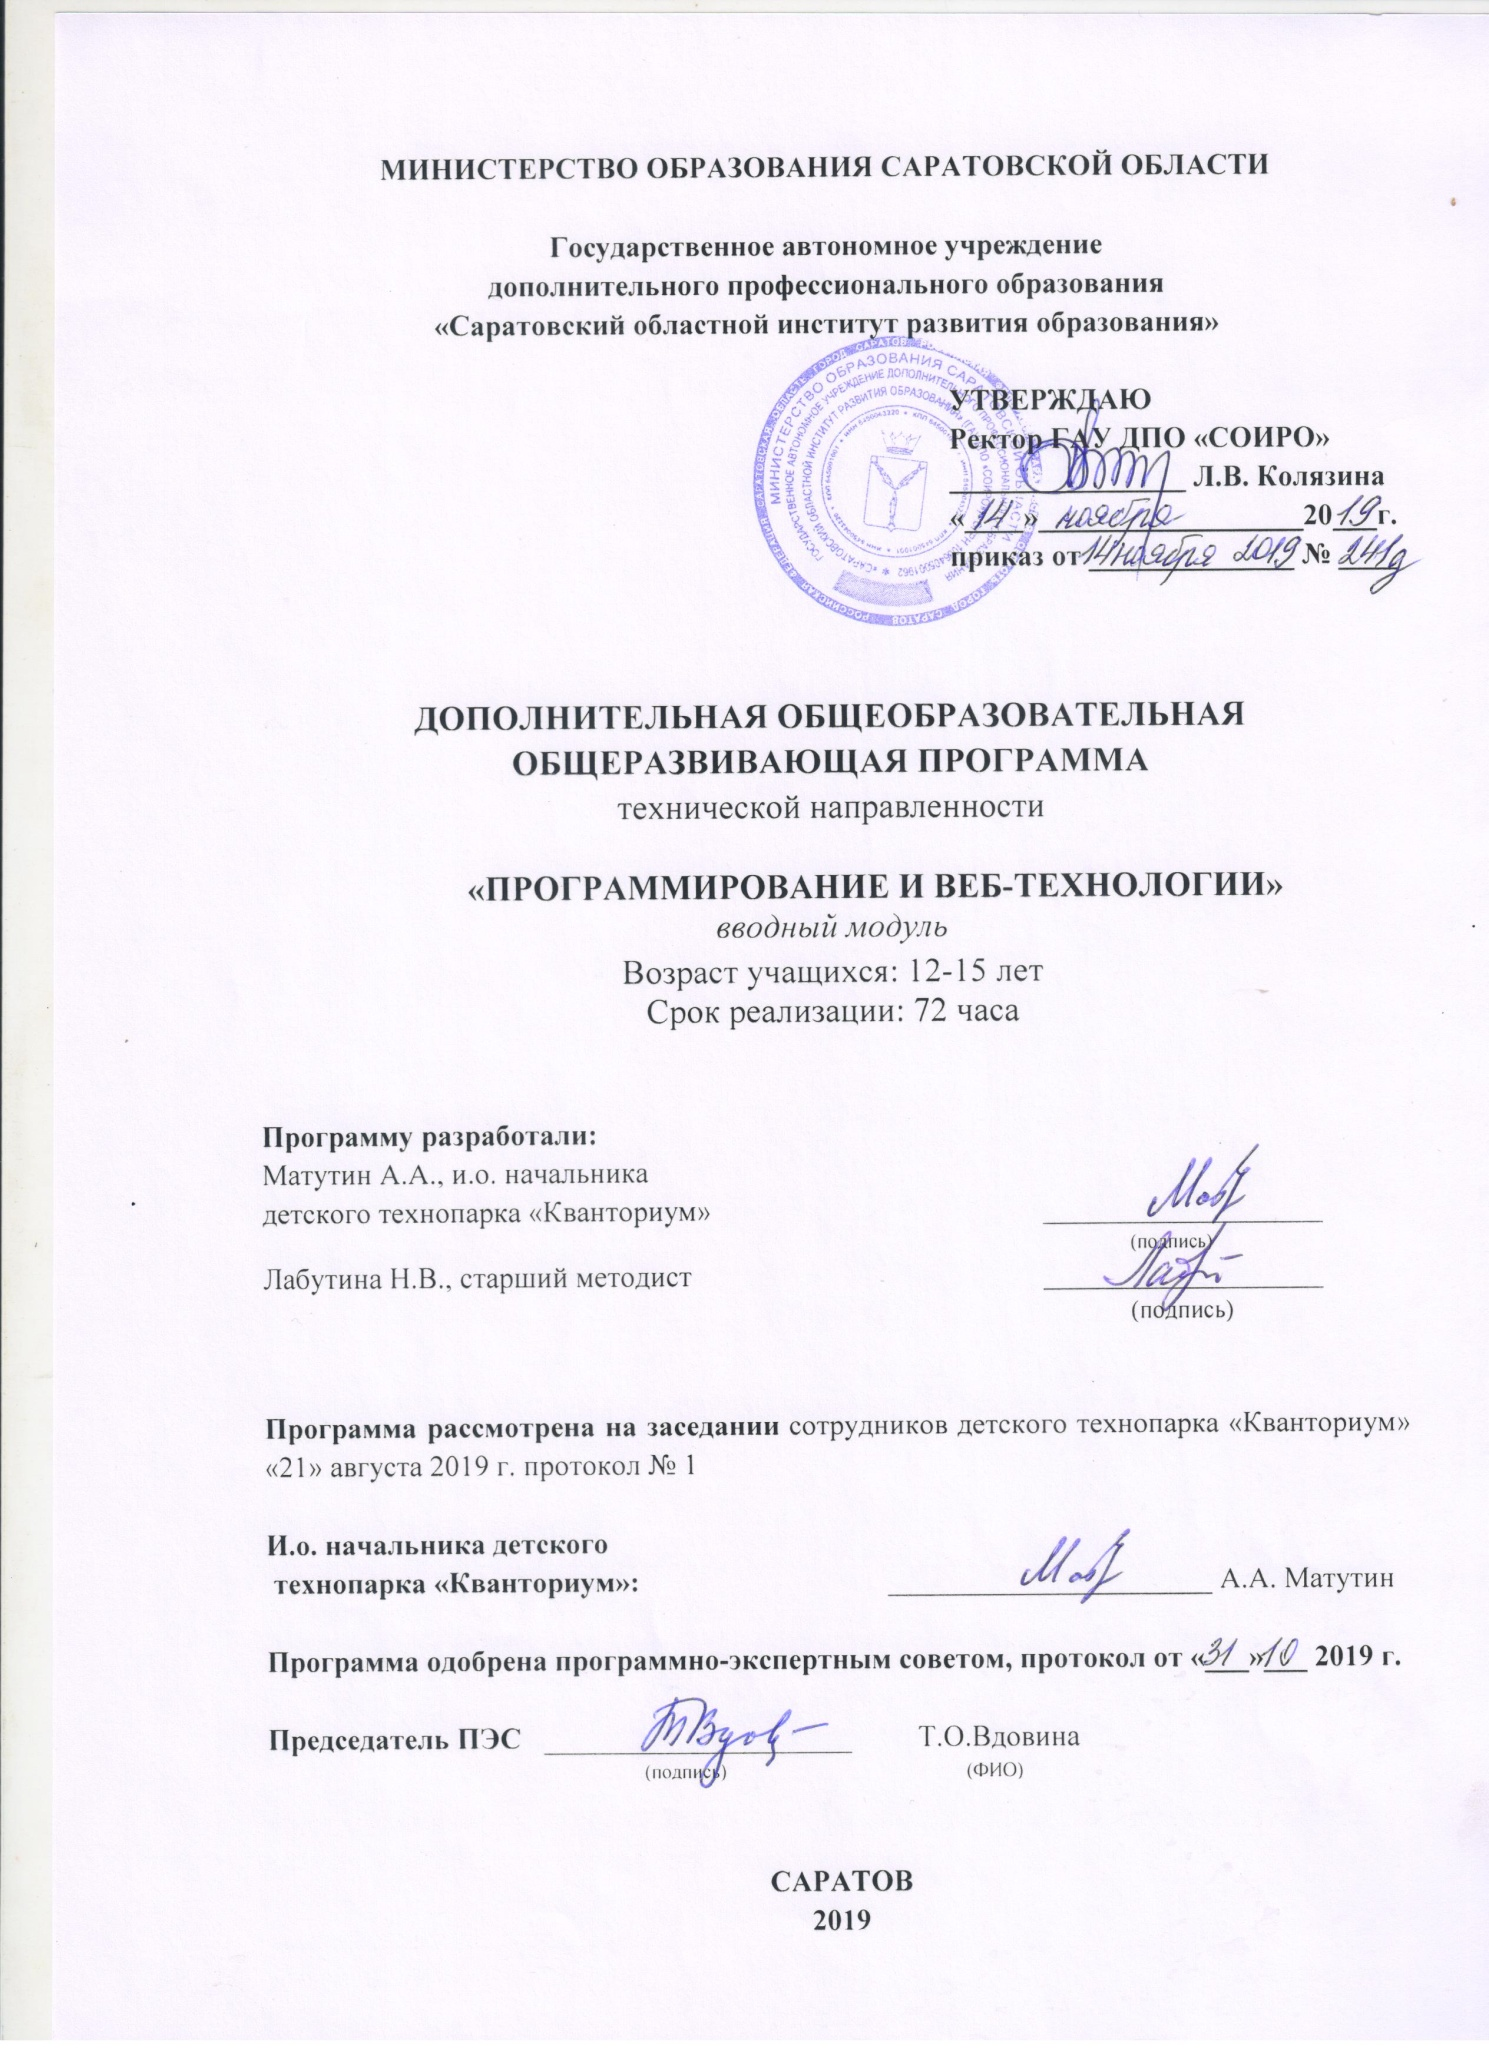 МИНИСТЕРСТВО ОБРАЗОВАНИЯ САРАТОВСКОЙ ОБЛАСТИ
Государственное автономное учреждение
дополнительного профессионального образования
«Саратовский областной институт развития образования»
УТВЕРЖДАЮ
Ректор ГАУ ДПО «СОИРО»
Л.В. Колязина
«14» ноября 2019г.
приказ от 14 ноября 2019 № 241д
ДОПОЛНИТЕЛЬНАЯ ОБЩЕОБРАЗОВАТЕЛЬНАЯ
ОБЩЕРАЗВИВАЮЩАЯ ПРОГРАММА
технической направленности
«ПРОГРАММИРОВАНИЕ И ВЕБ-ТЕХНОЛОГИИ»
вводный модуль
Возраст учащихся: 12-15 лет
Срок реализации: 72 часа
Программу разработали:
Матутин А.А., и.о. начальника
детского технопарка «Кванториум»
(подпись)
Лабутина Н.В., старший методист
(подпись)
Программа рассмотрена на заседании сотрудников детского технопарка «Кванториум»
«21» августа 2019 г. протокол № 1
И.о. начальника детского
технопарка «Кванториум»: А.А. Матутин
Программа одобрена программно-экспертным советом, протокол от «31» 10 2019 г.
Председатель ПЭС Т.О.Вдовина
(подпись) (ФИО)
САРАТОВ
2019